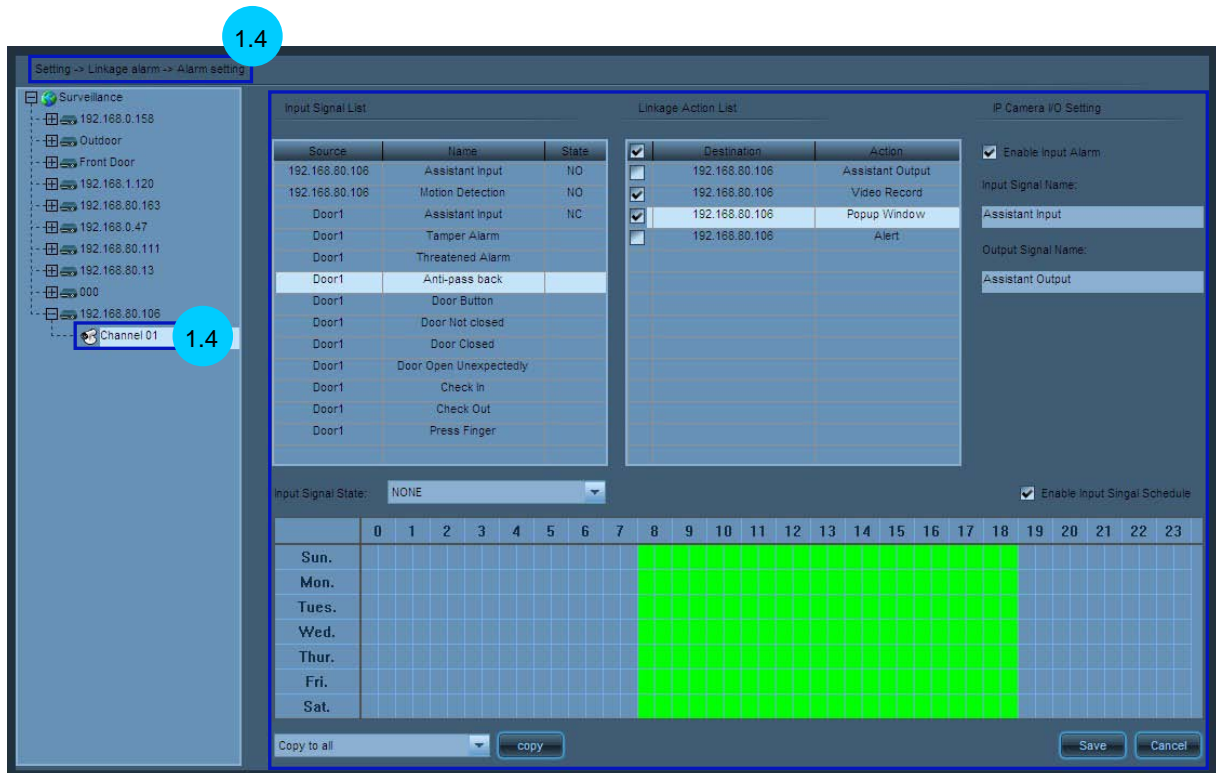 1.4
Setting -> Linkage alarm -> Alarm setting
Surveillance
192.168.0.158
Outdoor
Front Door
192.168.1.120
192.168.80.163
192.168.0.47
192.168.80.111
192.168.80.13
000
192.168.80.106
Channel 01
1.4
Input Signal List
Source Name State
192.168.80.106 Assistant Input NO
192.168.80.106 Motion Detection NO
Door1 Assistant Input NC
Door1 Tamper Alarm
Door1 Threatened Alarm
Door1 Anti-pass back
Door1 Door Button
Door1 Door Not closed
Door1 Door Closed
Door1 Door Open Unexpectedly
Door1 Check In
Door1 Check Out
Door1 Press Finger
Linkage Action List
Destination Action
192.168.80.106 Assistant Output
192.168.80.106 Video Record
192.168.80.106 Popup Window
192.168.80.106 Alert
IP Camera I/O Setting
Enable Input Alarm
Input Signal Name:
Assistant Input
Output Signal Name:
Assistant Output
Input Signal State: NONE
Enable Input Singal Schedule
0 1 2 3 4 5 6 7 8 9 10 11 12 13 14 15 16 17 18 19 20 21 22 23
Sun.
Mon.
Tues.
Wed.
Thur.
Fri.
Sat.
Copy to all copy Save Cancel